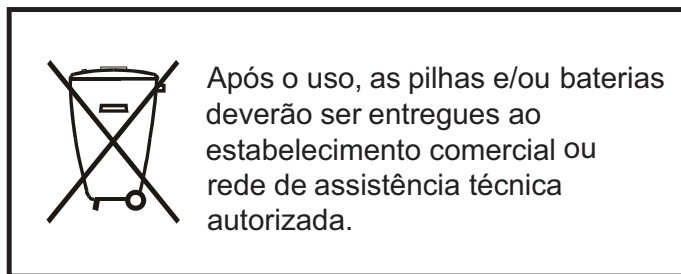 Após o uso, as pilhas e/ou baterias
deverão ser entregues ao
estabelecimento comercial ou
rede de assistência técnica
autorizada.